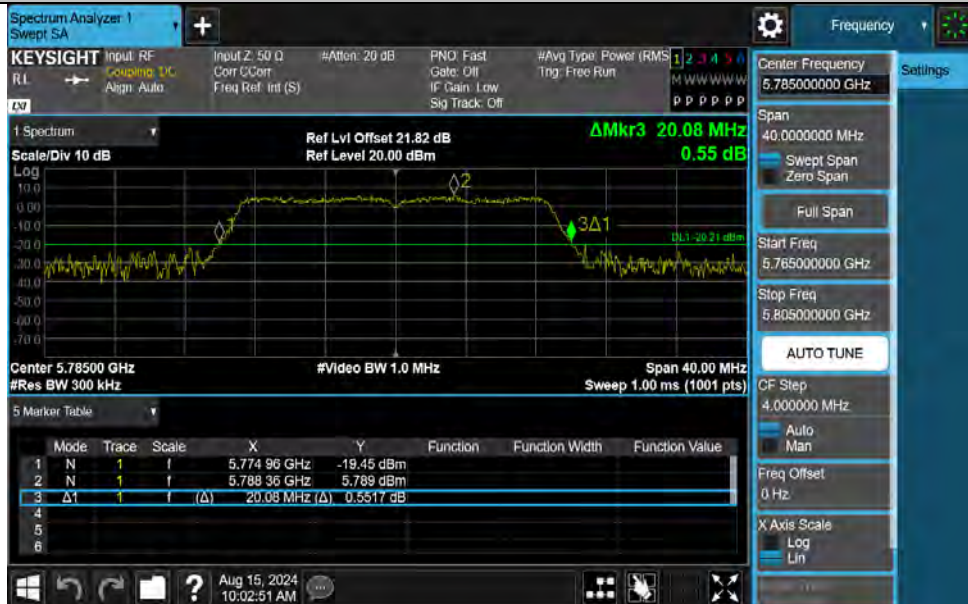 Spectrum Analyzer 1
Swept SA
+
Frequency
KEYSIGHT Input: RF
Coupling: DC
Align: Auto
RL
LXI
Input Z: 50 Ω
Corr CCorr
Freq Ref: Int (S)
#Atten: 20 dB
PNO: Fast
Gate: Off
IF Gain: Low
Sig Track: Off
#Avg Type: Power (RMS
Trig: Free Run
1 2 3 4 5 6
M W W W W W
P P P P P P
Center Frequency
5.785000000 GHz
Settings
Span
40.0000000 MHz
Swept Span
Zero Span
Full Span
Start Freq
5.765000000 GHz
Stop Freq
5.805000000 GHz
AUTO TUNE
CF Step
4.000000 MHz
Auto
Man
Freq Offset
0 Hz
X Axis Scale
Log
Lin
1 Spectrum
Scale/Div 10 dB
Log
Ref Lvl Offset 21.82 dB
Ref Level 20.00 dBm
ΔMkr3 20.08 MHz
0.55 dB
10.0
0.00
-10.0
-20.0
-30.0
-40.0
-50.0
-60.0
-70.0
1
2
3Δ1
DL1 -20.21 dBm
Center 5.78500 GHz
#Res BW 300 kHz
#Video BW 1.0 MHz
Span 40.00 MHz
Sweep 1.00 ms (1001 pts)
5 Marker Table
Mode Trace Scale X Y Function Function Width Function Value
1 N 1 f 5.774 96 GHz -19.45 dBm
2 N 1 f 5.788 36 GHz 5.789 dBm
3 Δ1 1 f (Δ) 20.08 MHz (Δ) 0.5517 dB
4
5
6
?
Aug 15, 2024
10:02:51 AM